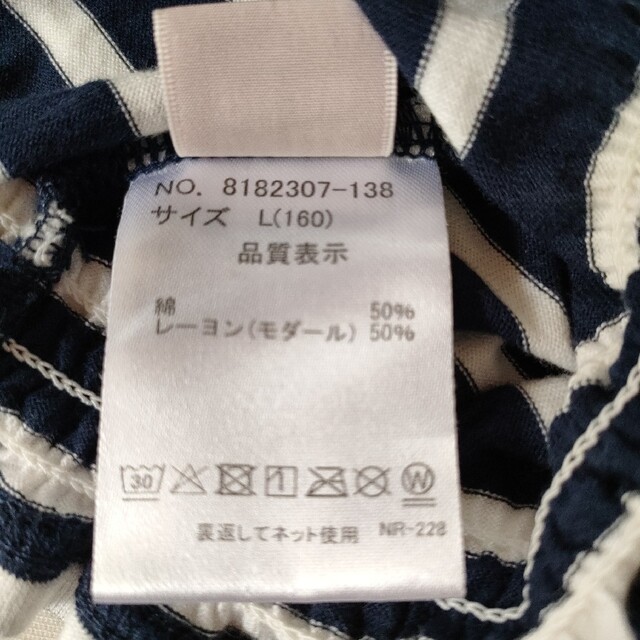 NO. 8182307-138
サイズ L(160)
品質表示
綿 50%
レーヨン(モダール) 50%
30 W
裏返してネット使用 NR-228